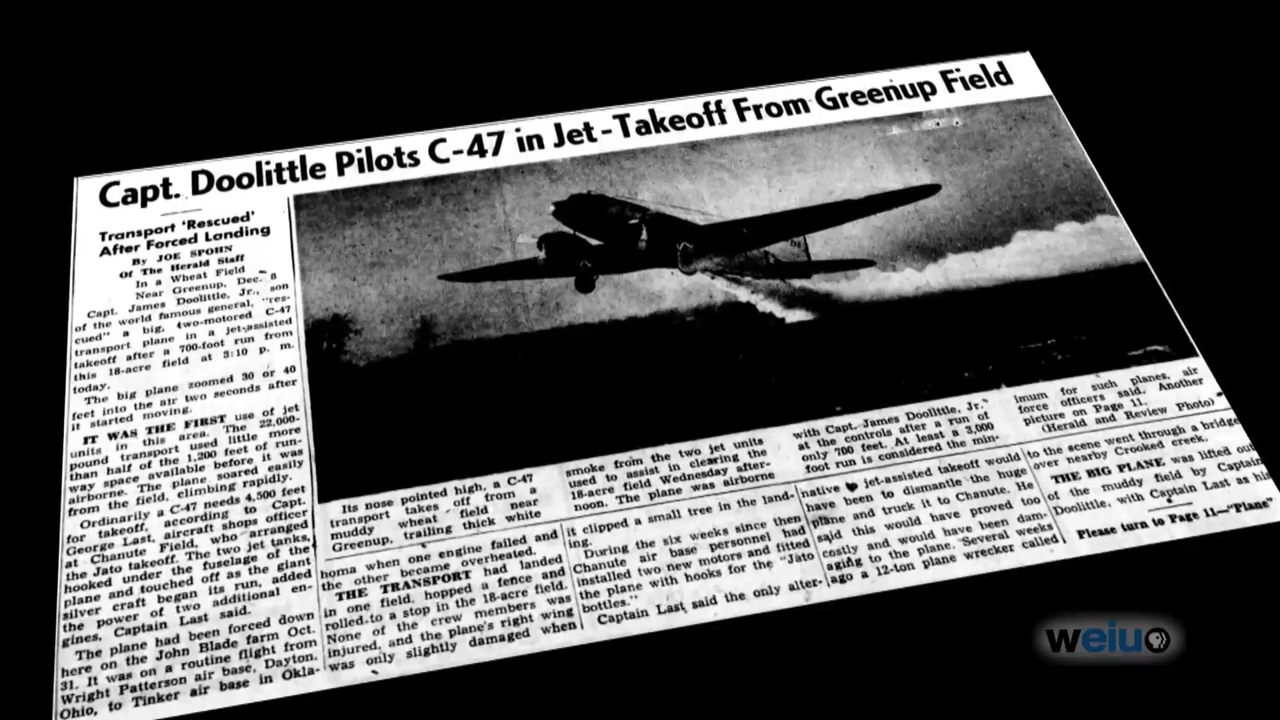 Capt. Doolittle Pilots C-47 in Jet-Takeoff From Greenup Field
Transport 'Rescued'
After Forced Landing
By JOE SPOHN
Of The Herald Staff
In a Wheat Field
Near Greenup, Dec. 8
Capt. James Doolittle, Jr., son
of the world famous general, "res-
cued" a big, two-motored C-47
transport plane in a jet-assisted
takeoff after a 700-foot run from
this 18-acre field at 3:10 p. m.
today.
The big plane zoomed 30 or 40
feet into the air two seconds after
it started moving.
IT WAS THE FIRST use of jet
units in this area. The 22,000-
pound transport used little more
than half of the 1,200 feet of run-
way space available before it was
airborne. The plane soared easily
from the field, climbing rapidly.
Ordinarily a C-47 needs 4,500 feet
for takeoff, according to Capt.
George Last, aircraft shops officer
at Chanute Field, who arranged
the Jato takeoff. The two jet tanks,
hooked under the fuselage of the
plane and touched off as the giant
silver craft began its run, added
the power of two additional en-
gines, Captain Last said.
The plane had been forced down
here on the John Blade farm Oct.
31. It was on a routine flight from
Wright Patterson air base, Dayton,
Ohio, to Tinker air base in Okla-
Its nose pointed high, a C-47
transport takes off from a
muddy wheat field near
Greenup, trailing thick white
smoke from the two jet units
used to assist in clearing the
18-acre field Wednesday after-
noon. The plane was airborne
with Capt. James Doolittle, Jr.
at the controls after a run of
only 700 feet. At least a 3,000
foot run is considered the min-
imum for such planes, air
force officers said. Another
picture on Page 11.
(Herald and Review Photo)
homa when one engine failed and
the other became overheated.
THE TRANSPORT had landed
in one field, hopped a fence and
rolled to a stop in the 18-acre field.
None of the crew members was
injured, and the plane's right wing
was only slightly damaged when
it clipped a small tree in the land-
ing.
During the six weeks since then
Chanute air base personnel had
installed two new motors and fitted
the plane with hooks for the "Jato
bottles."
Captain Last said the only alter-
native jet-assisted takeoff would
have been to dismantle the huge
plane and truck it to Chanute. He
said this would have proved too
costly and would have been dam-
aging to the plane. Several weeks
ago a 12-ton plane wrecker called
to the scene went through a bridge
over nearby Crooked creek.
THE BIG PLANE was lifted out
of the muddy field by Captain
Doolittle, with Captain Last as
Please turn to Page 11—"Plane"
weiu